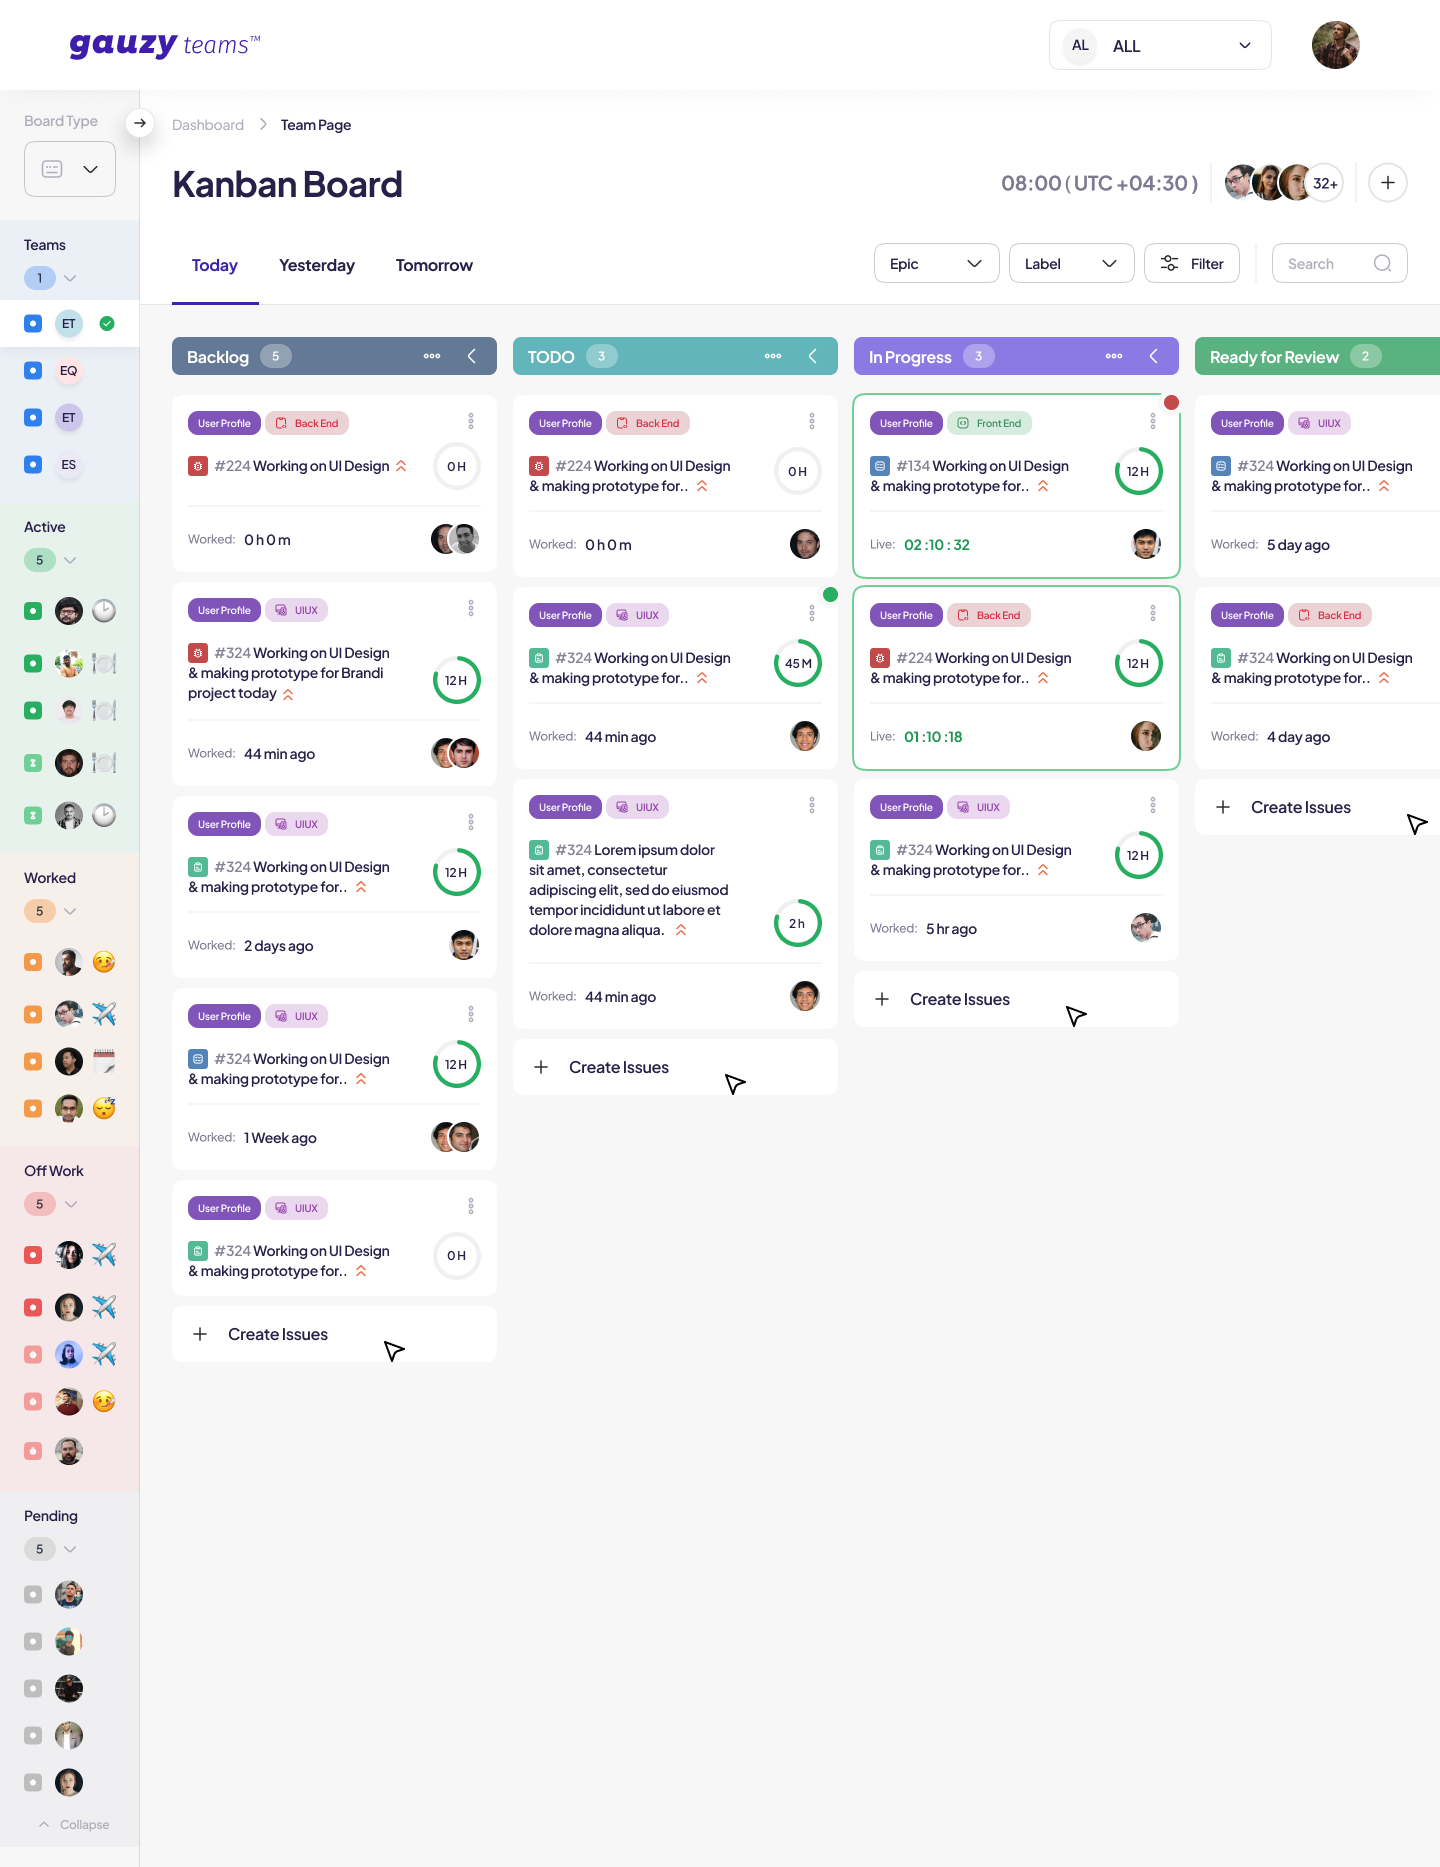 gauzy teams™
AL ALL
Board Type
Dashboard Team Page
Kanban Board
08:00 ( UTC +04:30 )
32+
Today Yesterday Tomorrow
Epic Label Filter Search
Teams
1
ET
EQ
ET
ES
Active
5
Worked
5
Off Work
5
Pending
5
Collapse
Backlog 5
User Profile Back End
#224 Working on UI Design
0 H
Worked: 0 h 0 m
User Profile UIUX
#324 Working on UI Design
& making prototype for Brandi
project today
12 H
Worked: 44 min ago
User Profile UIUX
#324 Working on UI Design
& making prototype for..
12 H
Worked: 2 days ago
User Profile UIUX
#324 Working on UI Design
& making prototype for..
12 H
Worked: 1 Week ago
User Profile UIUX
#324 Working on UI Design
& making prototype for..
0 H
Create Issues
TODO 3
User Profile Back End
#224 Working on UI Design
& making prototype for..
0 H
Worked: 0 h 0 m
User Profile UIUX
#324 Working on UI Design
& making prototype for..
45 M
Worked: 44 min ago
User Profile UIUX
#324 Lorem ipsum dolor
sit amet, consectetur
adipiscing elit, sed do eiusmod
tempor incididunt ut labore et
dolore magna aliqua.
2 h
Worked: 44 min ago
Create Issues
In Progress 3
User Profile Front End
#134 Working on UI Design
& making prototype for..
12 H
Live: 02 : 10 : 32
User Profile Back End
#224 Working on UI Design
& making prototype for..
12 H
Live: 01 : 10 : 18
User Profile UIUX
#324 Working on UI Design
& making prototype for..
12 H
Worked: 5 hr ago
Create Issues
Ready for Review 2
User Profile UIUX
#324 Working on UI Design
& making prototype for..
Worked: 5 day ago
User Profile Back End
#324 Working on UI Design
& making prototype for..
Worked: 4 day ago
Create Issues